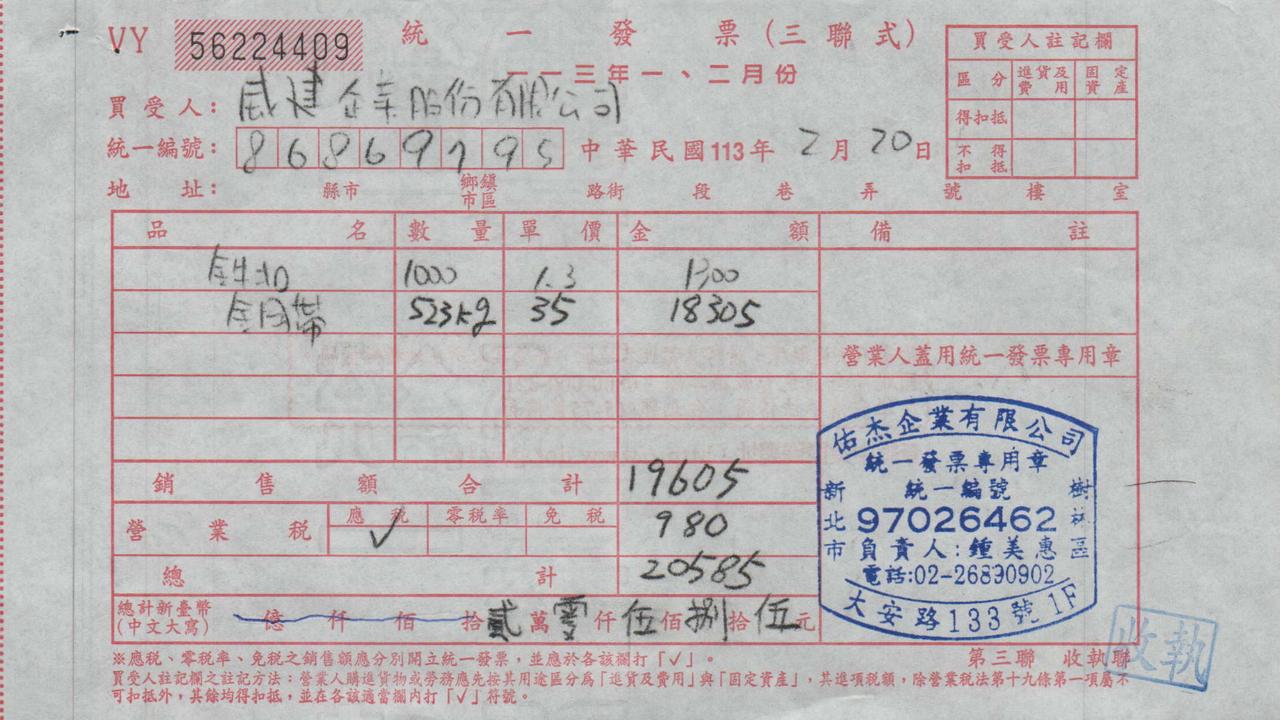 VY 56224409 統一發票(三聯式)
一一三年一、二月份
買受人註記欄
區分 進貨及費用 固定資產
得扣抵
不得扣抵
買受人: 威建企業股份有限公司
統一編號: 86869795 中華民國113年2月20日
地址: 縣市 鄉鎮市區 路街 段 巷 弄 號 樓 室
品名 數量 單價 金額 備註
1000 1.3 1300
鋼帶 523kg 35 18305
營業人蓋用統一發票專用章
銷售額合計 19605
營業稅 應稅 ✓ 零稅率 免稅 980
總計 20585
總計新臺幣(中文大寫) 億 仟 佰 拾貳萬零仟伍佰捌拾伍元
佑杰企業有限公司
統一發票專用章
統一編號
97026462
負責人:鍾美惠
電話:02-26890902
新北市樹林區
大安路133號1F
※應稅、零稅率、免稅之銷售額應分別開立統一發票,並應於各該欄打「✓」。
第三聯 收執聯
收執
買受人註記欄之註記方法:營業人購進貨物或勞務應先按其用途區分為「進貨及費用」與「固定資產」,其進項稅額,除營業稅法第十九條第一項屬不
可扣抵外,其餘均得扣抵,並在各該適當欄內打「✓」符號。